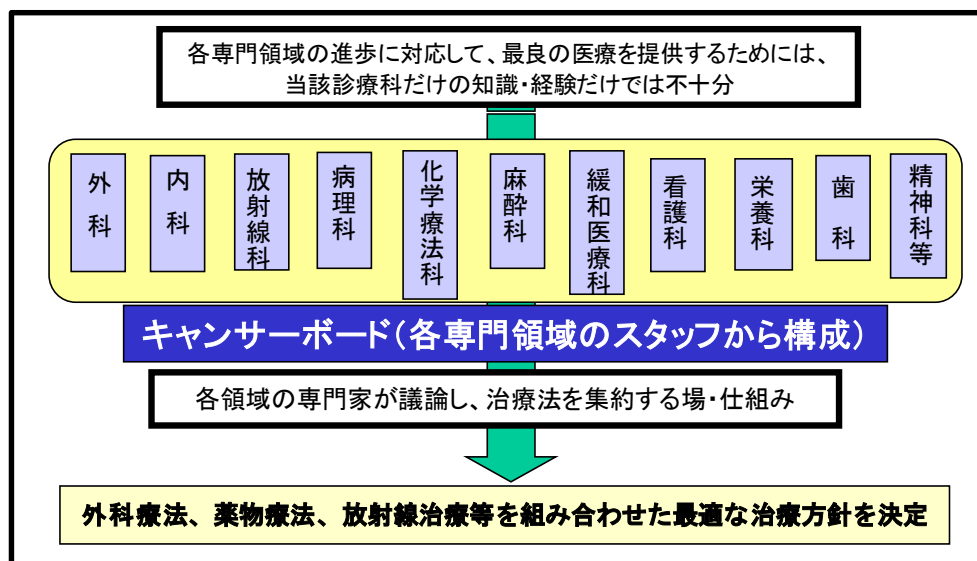 各専門領域の進歩に対応して、最良の医療を提供するためには、
当該診療科だけの知識・経験だけでは不十分
外科
内科
放射線科
病理科
化学療法科
麻酔科
緩和医療科
看護科
栄養科
歯科
精神科等
キャンサーボード(各専門領域のスタッフから構成)
各領域の専門家が議論し、治療法を集約する場・仕組み
外科療法、薬物療法、放射線治療等を組み合わせた最適な治療方針を決定